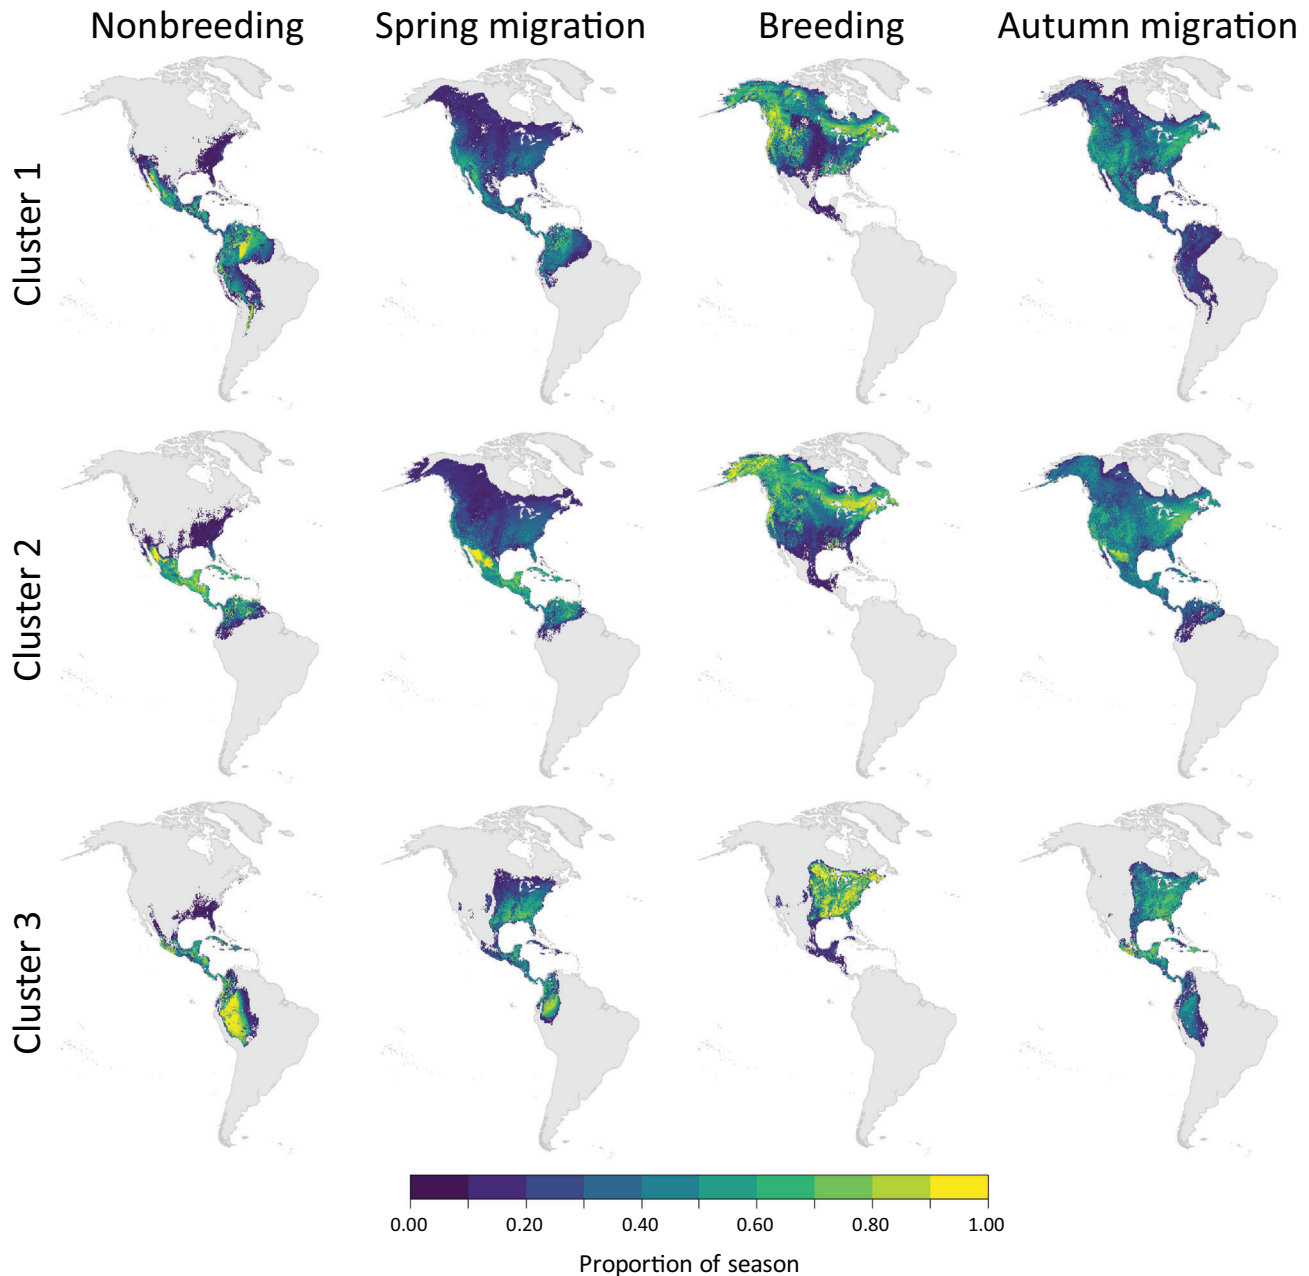 Nonbreeding Spring migration Breeding Autumn migration
Cluster 1
Cluster 2
Cluster 3
0.00 0.20 0.40 0.60 0.80 1.00
Proportion of season